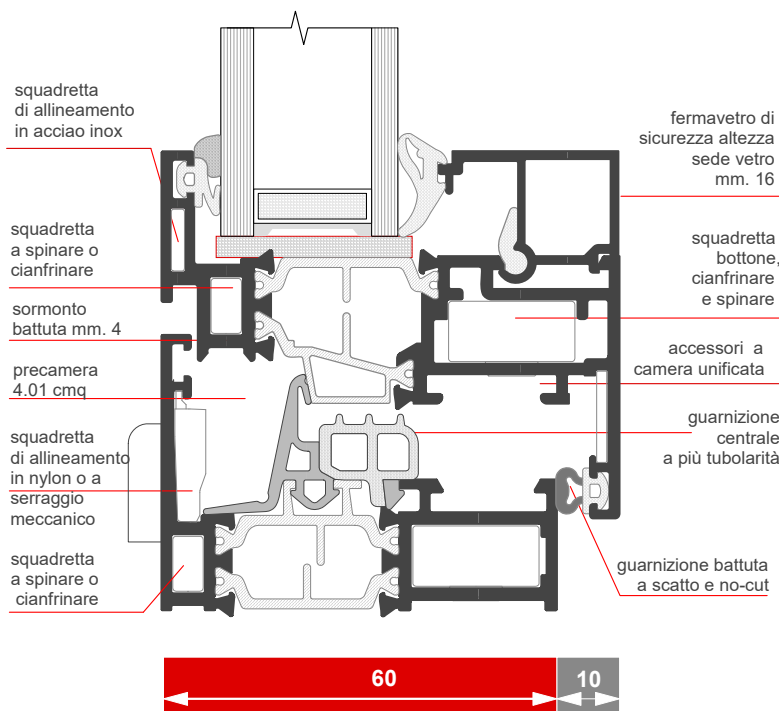 squadretta
di allineamento
in acciao inox
squadretta
a spinare o
cianfrinare
sormonto
battuta mm. 4
precamera
4.01 cmq
squadretta
di allineamento
in nylon o a
serraggio
meccanico
squadretta
a spinare o
cianfrinare
fermavetro di
sicurezza altezza
sede vetro
mm. 16
squadretta
bottone,
cianfrinare
e spinare
accessori a
camera unificata
guarnizione
centrale
a più tubolarità
guarnizione battuta
a scatto e no-cut
60
10